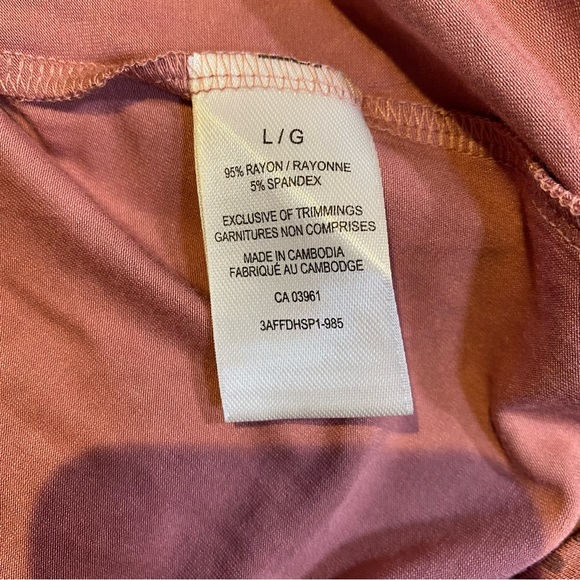 L / G
95% RAYON / RAYONNE
5% SPANDEX
EXCLUSIVE OF TRIMMINGS
GARNITURES NON COMPRISES
MADE IN CAMBODIA
FABRIQUÉ AU CAMBODGE
CA 03961
3AFFDHSP1-985